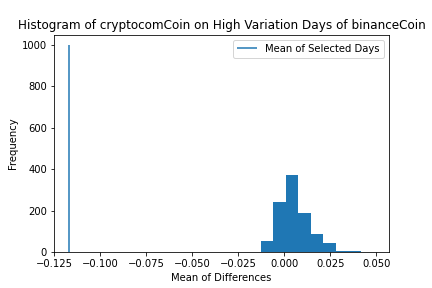 Histogram of cryptocomCoin on High Variation Days of binanceCoin
Mean of Selected Days
1000
800
600
400
200
0
Frequency
−0.125 −0.100 −0.075 −0.050 −0.025 0.000 0.025 0.050
Mean of Differences